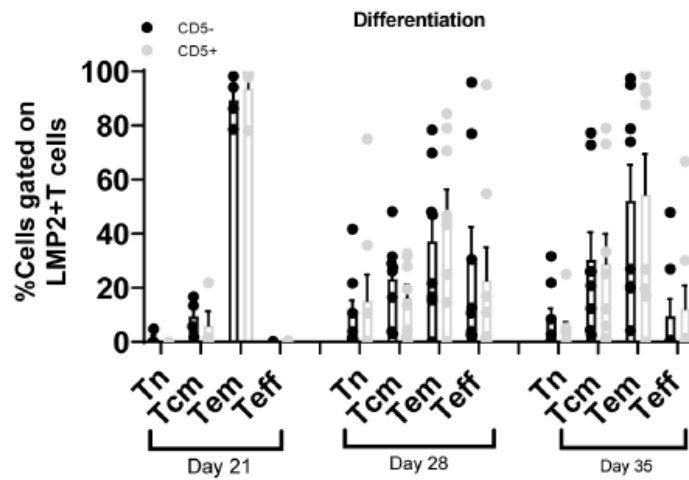 Differentiation
CD5-
CD5+
%Cells gated on
LMP2+T cells
100
80
60
40
20
0
Tn Tcm Tem Teff Tn Tcm Tem Teff Tn Tcm Tem Teff
Day 21 Day 28 Day 35